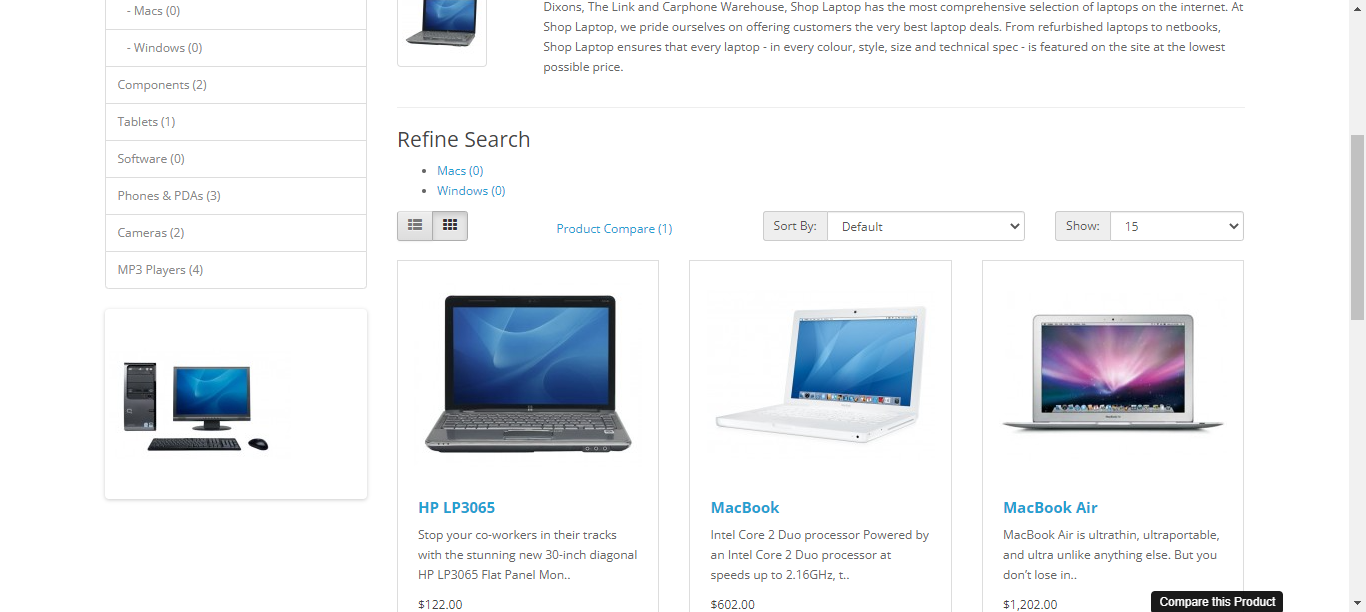 - Macs (0)
- Windows (0)
Components (2)
Tablets (1)
Software (0)
Phones & PDAs (3)
Cameras (2)
MP3 Players (4)
Dixons, The Link and Carphone Warehouse, Shop Laptop has the most comprehensive selection of laptops on the internet. At
Shop Laptop, we pride ourselves on offering customers the very best laptop deals. From refurbished laptops to netbooks,
Shop Laptop ensures that every laptop - in every colour, style, size and technical spec - is featured on the site at the lowest
possible price.
Refine Search
Macs (0)
Windows (0)
Product Compare (1)
Sort By: Default
Show: 15
HP LP3065
Stop your co-workers in their tracks
with the stunning new 30-inch diagonal
HP LP3065 Flat Panel Mon..
$122.00
MacBook
Intel Core 2 Duo processor Powered by
an Intel Core 2 Duo processor at
speeds up to 2.16GHz, t..
$602.00
MacBook Air
MacBook Air is ultrathin, ultraportable,
and ultra unlike anything else. But you
don’t lose in..
$1,202.00
Compare this Product